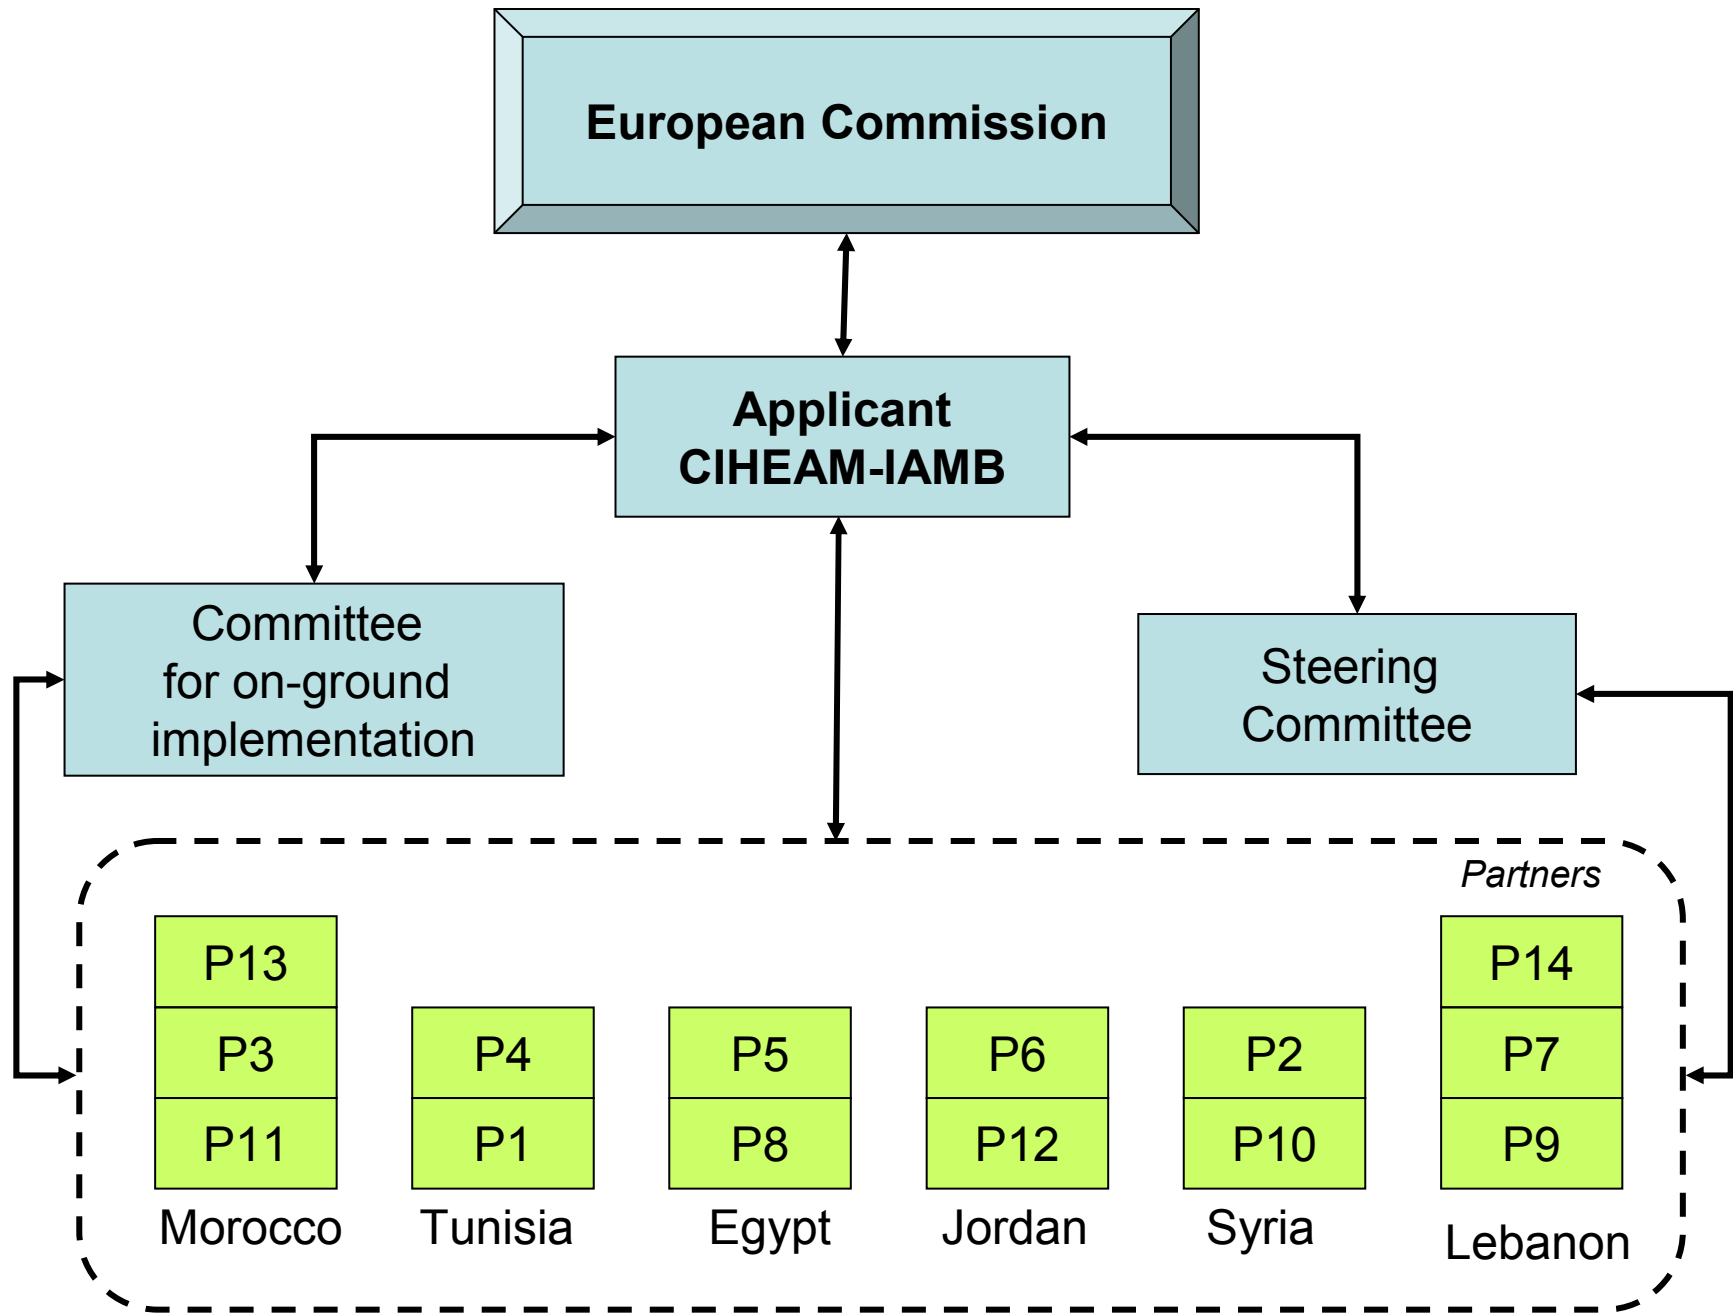 European Commission
Applicant
CIHEAM-IAMB
Committee
for on-ground
implementation
Steering
Committee
Partners
P13
P3
P11
Morocco
P4
P1
Tunisia
P5
P8
Egypt
P6
P12
Jordan
P2
P10
Syria
P14
P7
P9
Lebanon